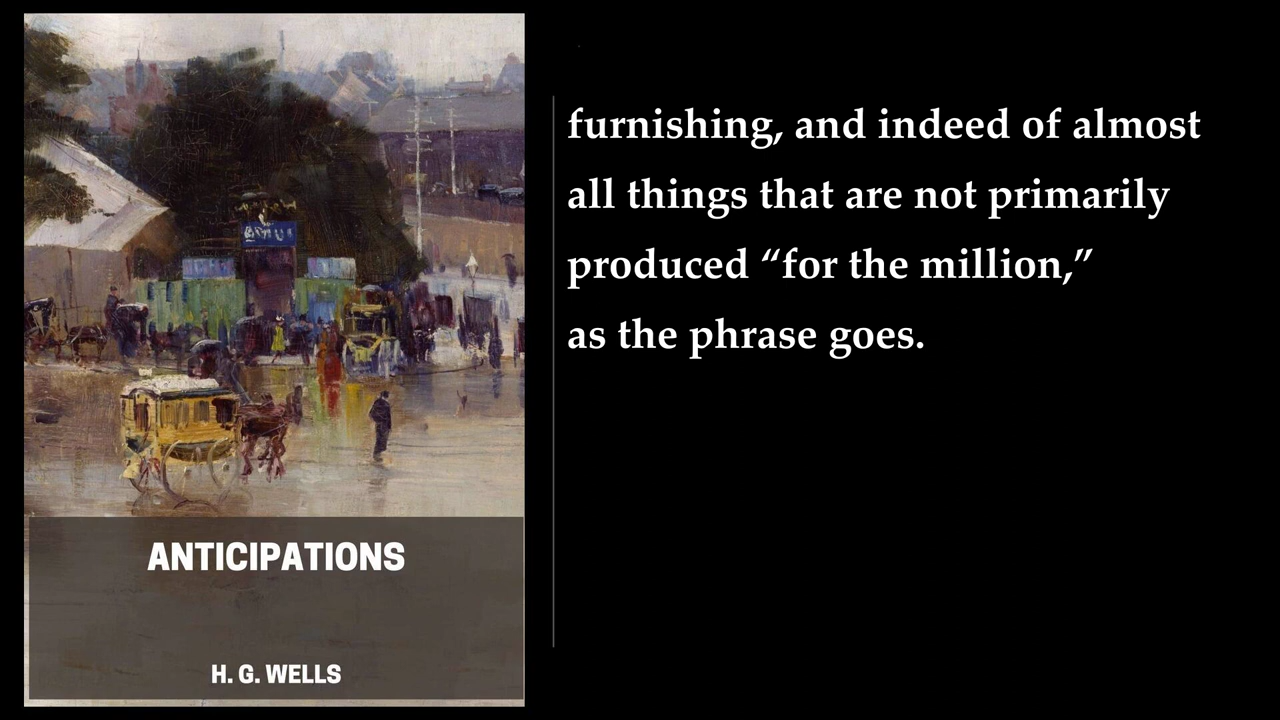 ANTICIPATIONS
H. G. WELLS
furnishing, and indeed of almost
all things that are not primarily
produced “for the million,”
as the phrase goes.